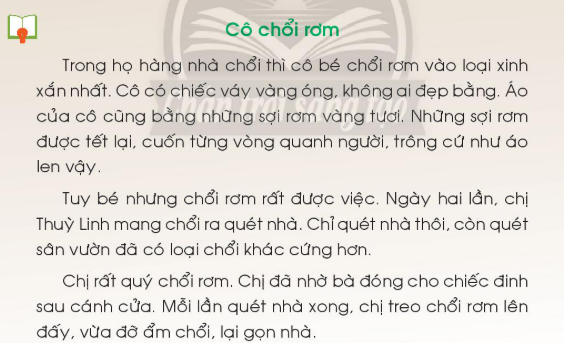 Cô chổi rơm
Trong họ hàng nhà chổi thì cô bé chổi rơm vào loại xinh
xắn nhất. Cô có chiếc váy vàng óng, không ai đẹp bằng. Áo
của cô cũng bằng những sợi rơm vàng tươi. Những sợi rơm
được tết lại, cuốn từng vòng quanh người, trông cứ như áo
len vậy.
Tuy bé nhưng chổi rơm rất được việc. Ngày hai lần, chị
Thuỳ Linh mang chổi ra quét nhà. Chỉ quét nhà thôi, còn quét
sân vườn đã có loại chổi khác cứng hơn.
Chị rất quý chổi rơm. Chị đã nhờ bà đóng cho chiếc đinh
sau cánh cửa. Mỗi lần quét nhà xong, chị treo chổi rơm lên
đấy, vừa đỡ ẩm chổi, lại gọn nhà.